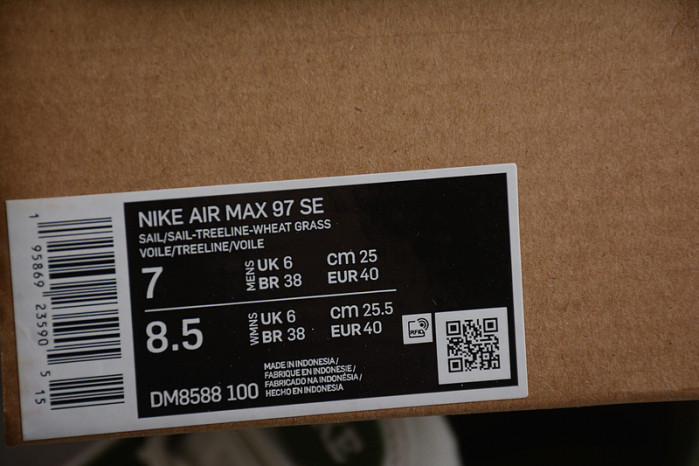 NIKE AIR MAX 97 SE
SAIL/SAIL-TREELINE-WHEAT GRASS
VOILE/TREELINE/VOILE
7 MENS UK 6 cm 25
BR 38 EUR 40
8.5 WMNS UK 6 cm 25.5
BR 38 EUR 40
RFID
DM8588 100
MADE IN INDONESIA/
FABRIQUE EN INDONESIE/
FABRICADO NA INDONÉSIA/
HECHO EN INDONESIA
1 95869 23590 5 15